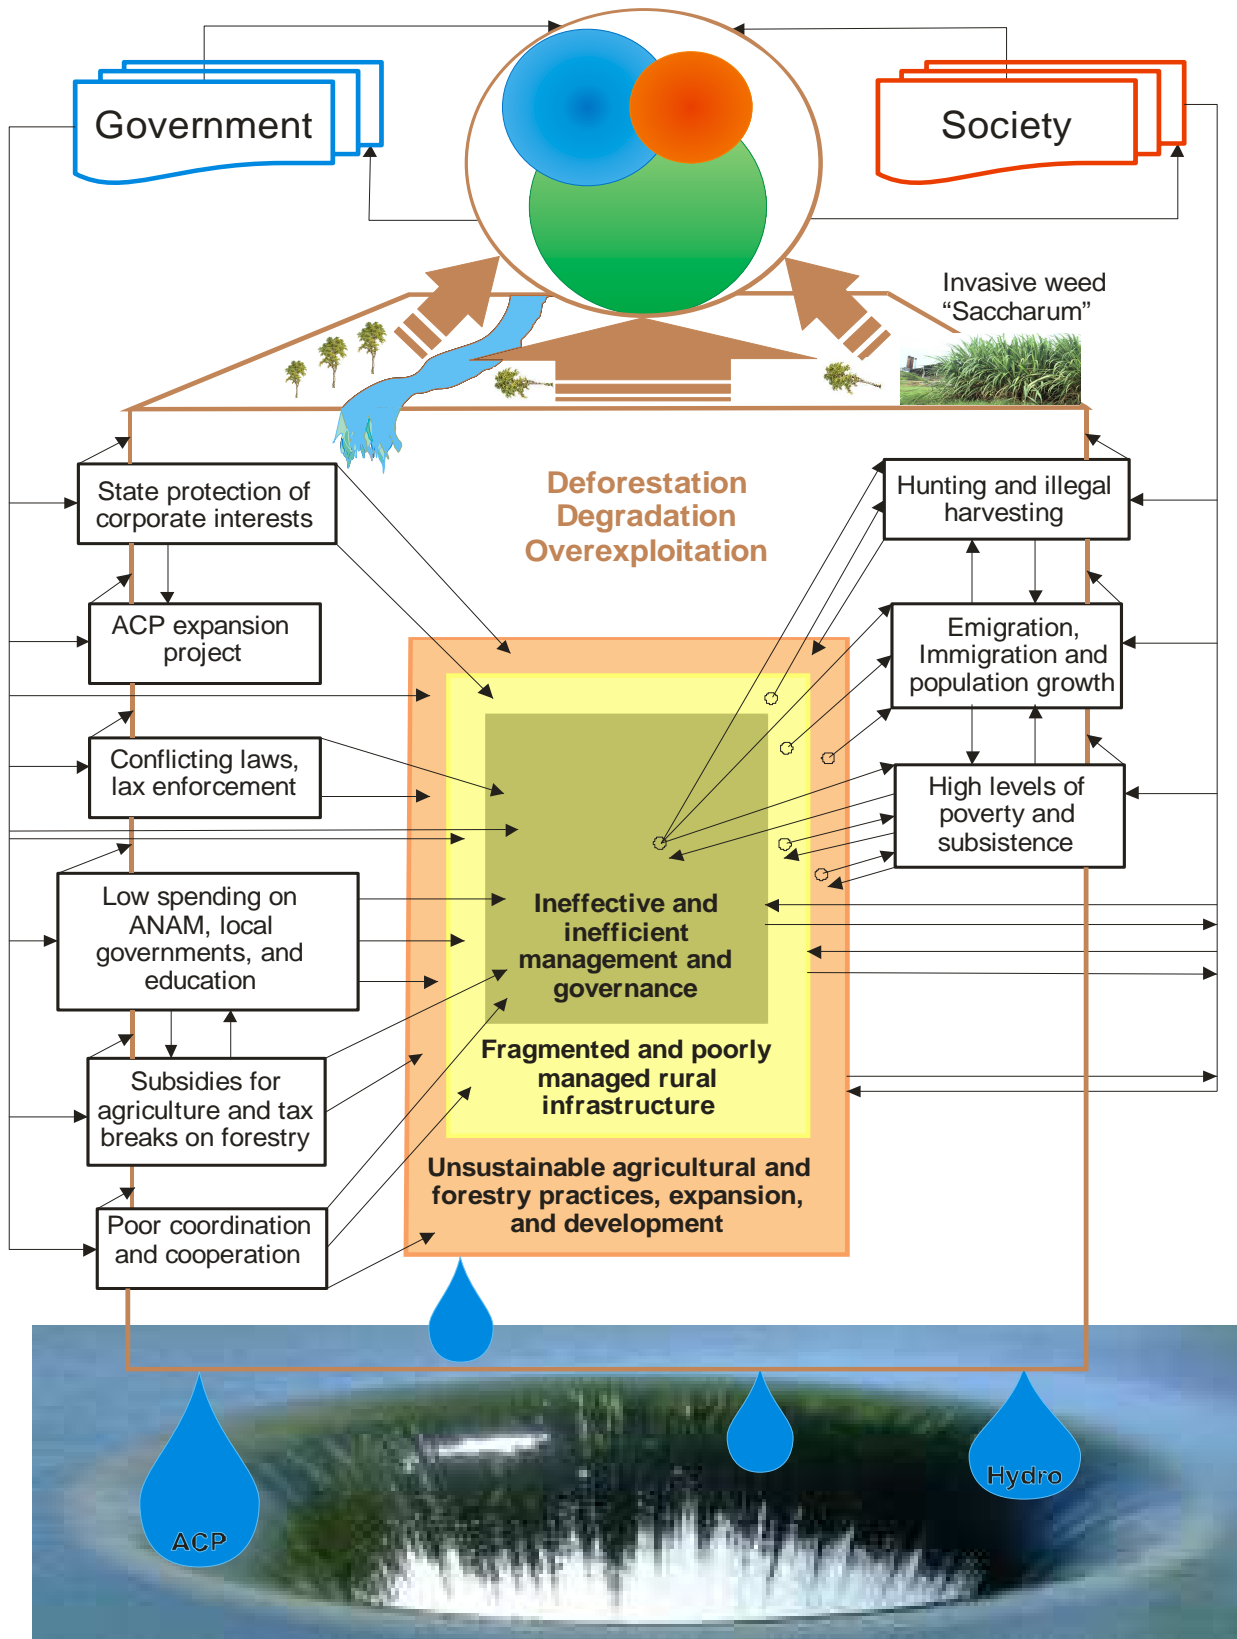 Government
Society
Invasive weed
“Saccharum”
Deforestation
Degradation
Overexploitation
State protection of
corporate interests
ACP expansion
project
Conflicting laws,
lax enforcement
Low spending on
ANAM, local
governments, and
education
Subsidies for
agriculture and tax
breaks on forestry
Poor coordination
and cooperation
Hunting and illegal
harvesting
Emigration,
Immigration and
population growth
High levels of
poverty and
subsistence
Ineffective and
inefficient
management and
governance
Fragmented and poorly
managed rural
infrastructure
Unsustainable agricultural and
forestry practices, expansion,
and development
ACP
Hydro